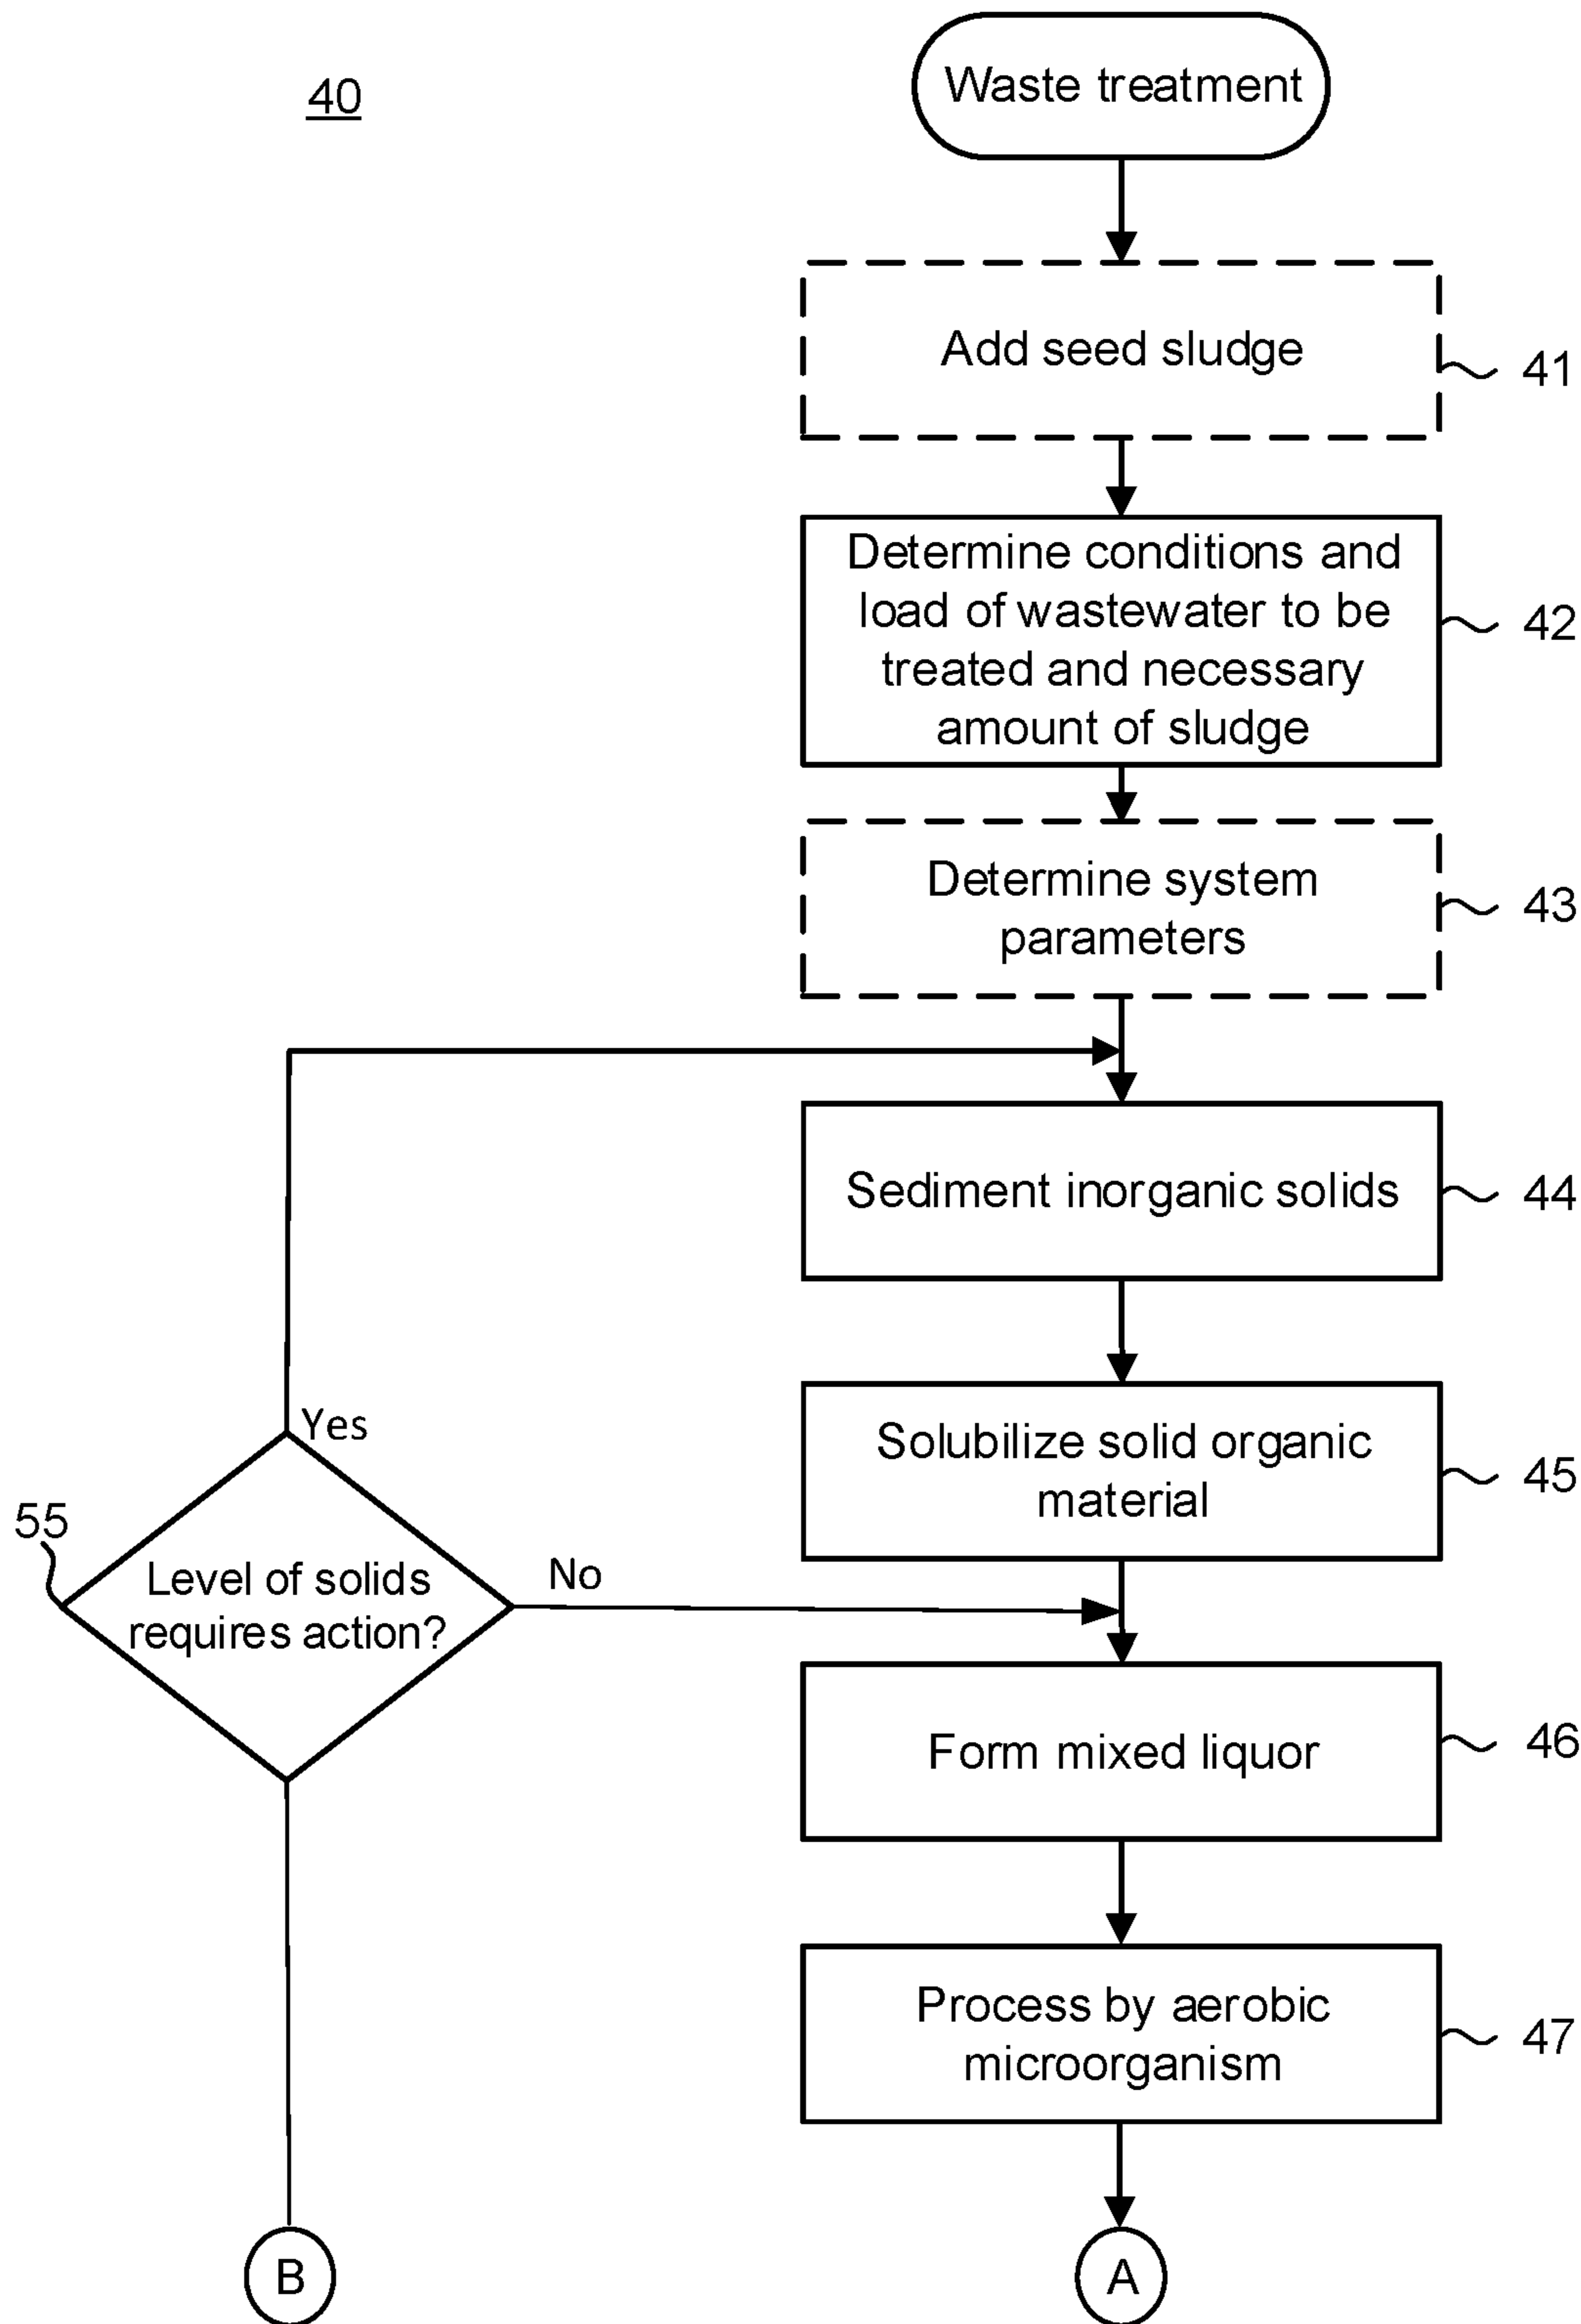 40
Waste treatment
Add seed sludge
41
Determine conditions and
load of wastewater to be
treated and necessary
amount of sludge
42
Determine system
parameters
43
Sediment inorganic solids
44
Solubilize solid organic
material
45
Yes
55
Level of solids
requires action?
No
Form mixed liquor
46
Process by aerobic
microorganism
47
B
A